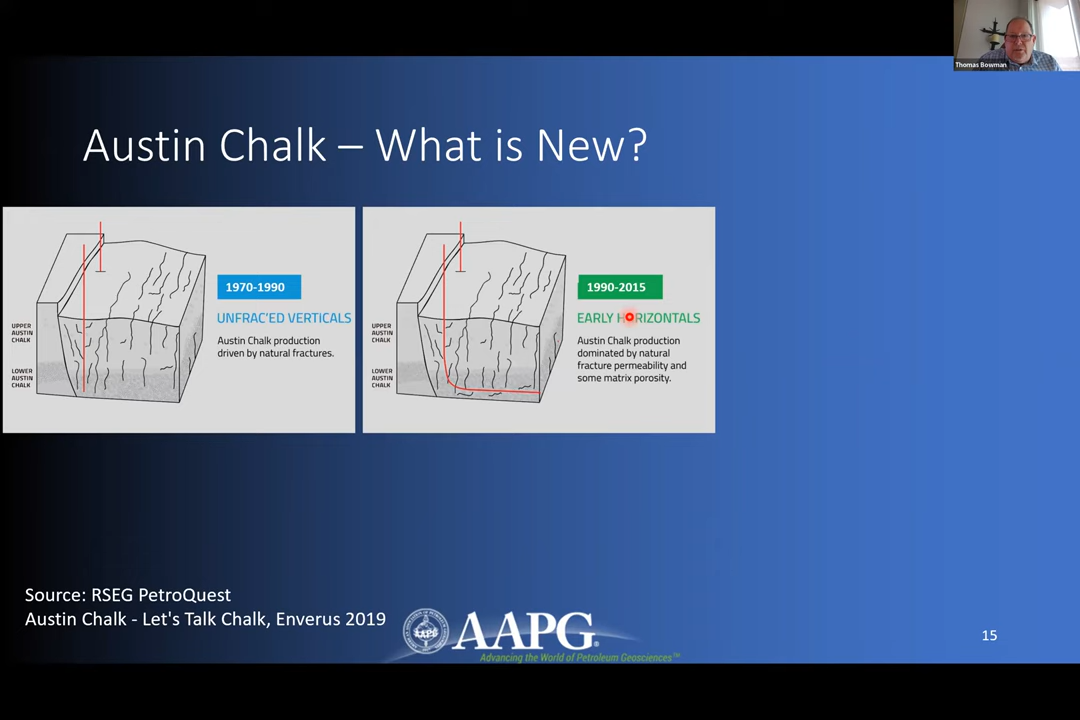 Thomas Bowman
Austin Chalk – What is New?
UPPER
AUSTIN
CHALK
LOWER
AUSTIN
CHALK
1970-1990
UNFRAC'ED VERTICALS
Austin Chalk production
driven by natural fractures.
UPPER
AUSTIN
CHALK
LOWER
AUSTIN
CHALK
1990-2015
EARLY HORIZONTALS
Austin Chalk production
dominated by natural
fracture permeability and
some matrix porosity.
Source: RSEG PetroQuest
Austin Chalk - Let's Talk Chalk, Enverus 2019
AAPG
AAPG®
Advancing the World of Petroleum Geosciences™
15